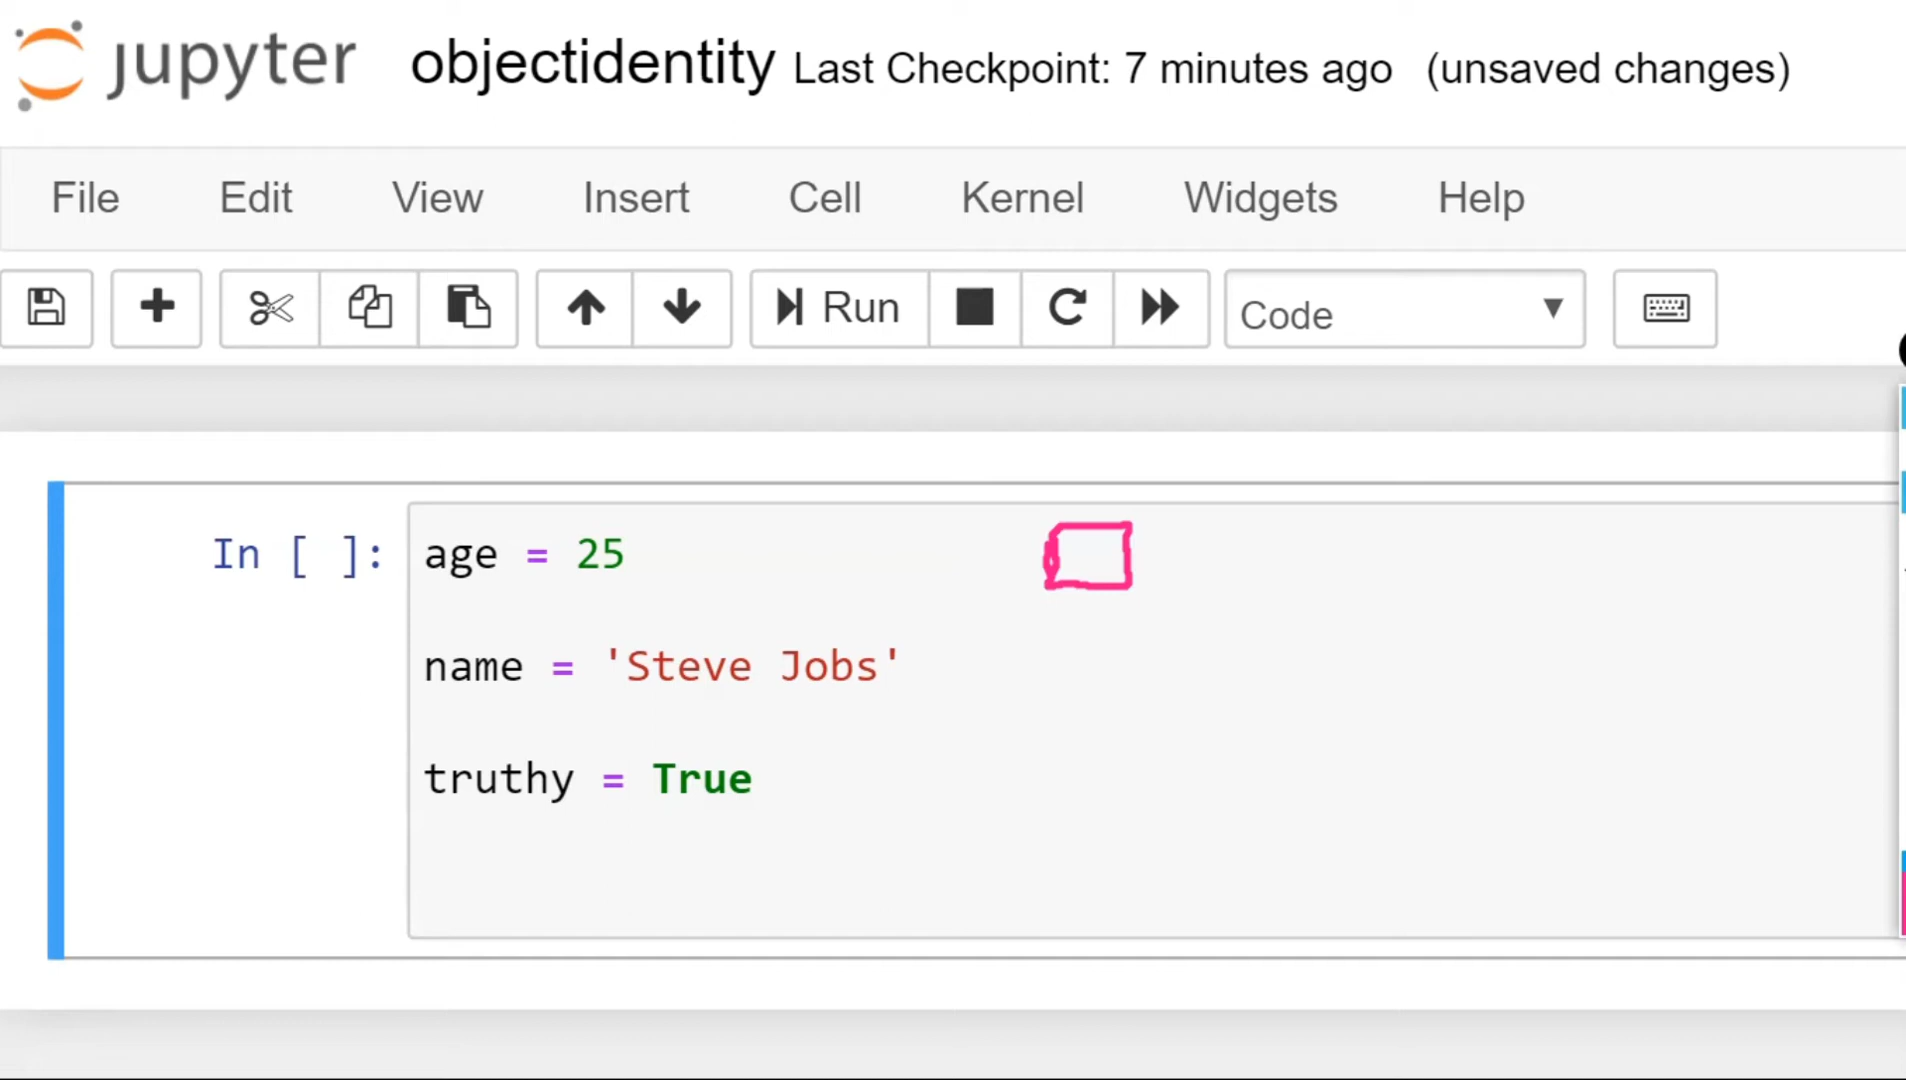 jupyter objectidentity Last Checkpoint: 7 minutes ago (unsaved changes)
File Edit View Insert Cell Kernel Widgets Help
Run Code
In [ ]: age = 25
name = 'Steve Jobs'
truthy = True